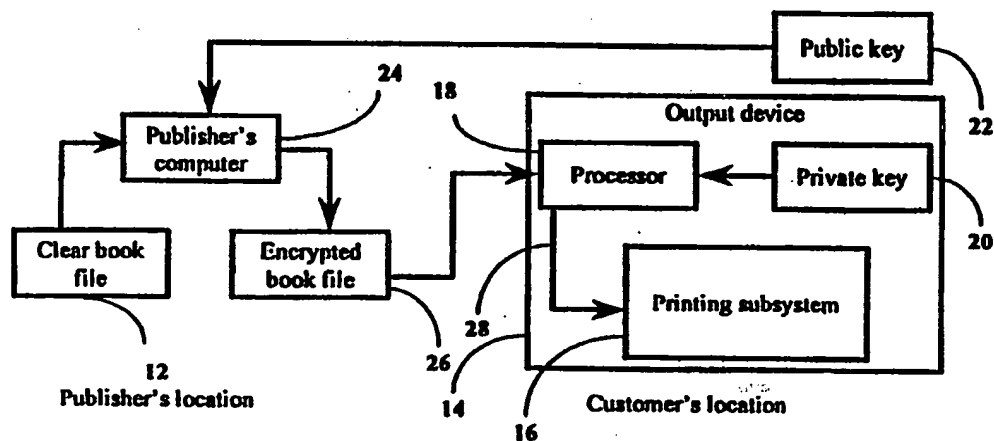 Public key
22
24
18
Output device
Publisher's
computer
Processor
Private key
20
Clear book
file
Encrypted
book file
Printing subsystem
28
12
26
Publisher's location
14
16
Customer's location